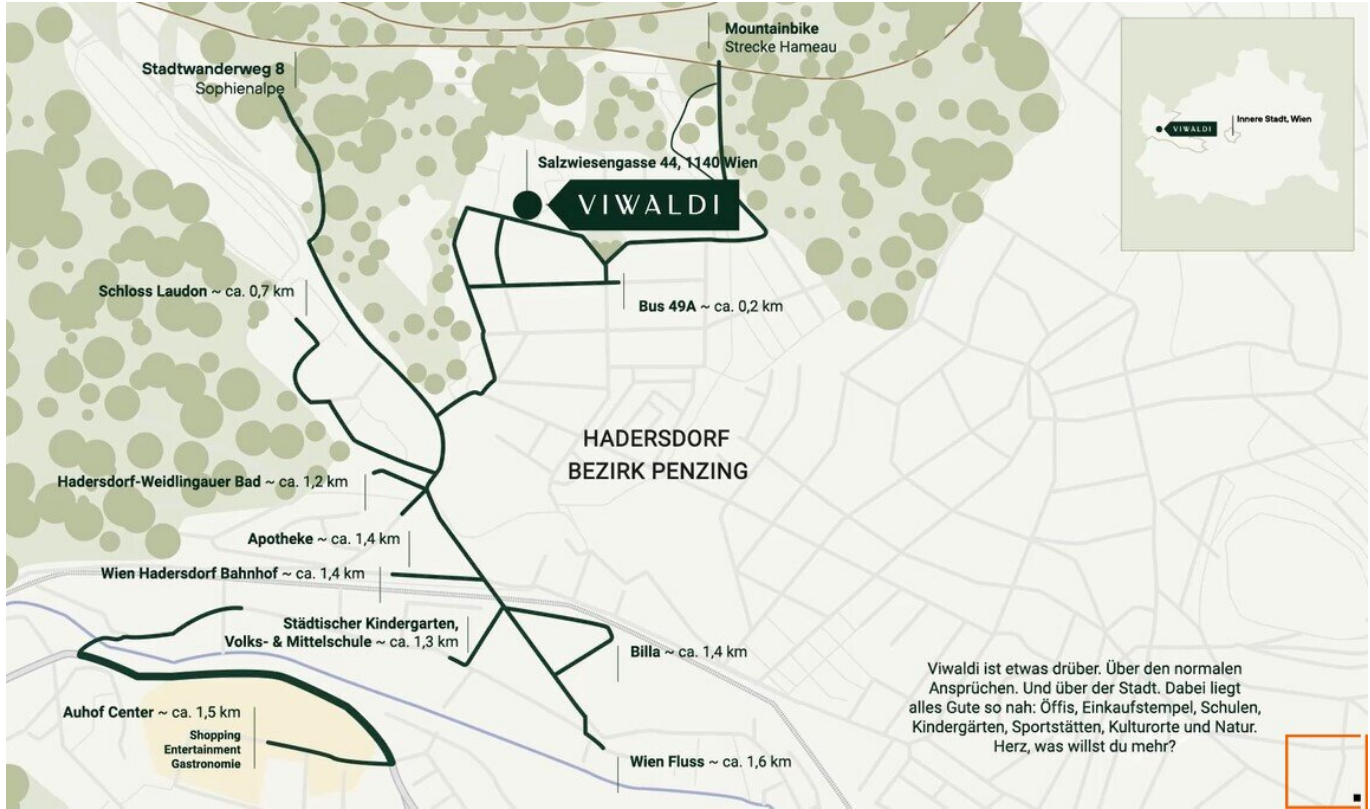 Mountainbike
Strecke Hameau
Stadtwanderweg 8
Sophienalpe
VIWALDI
Innere Stadt, Wien
Salzwiesengasse 44, 1140 Wien
VIWALDI
Schloss Laudon ~ ca. 0,7 km
Bus 49A ~ ca. 0,2 km
HADERSDORF
BEZIRK PENZING
Hadersdorf-Weidlingauer Bad ~ ca. 1,2 km
Apotheke ~ ca. 1,4 km
Wien Hadersdorf Bahnhof ~ ca. 1,4 km
Städtischer Kindergarten,
Volks- & Mittelschule ~ ca. 1,3 km
Billa ~ ca. 1,4 km
Auhof Center ~ ca. 1,5 km
Shopping
Entertainment
Gastronomie
Wien Fluss ~ ca. 1,6 km
Viwaldi ist etwas drüber. Über den normalen
Ansprüchen. Und über der Stadt. Dabei liegt
alles Gute so nah: Öffis, Einkaufstempel, Schulen,
Kindergärten, Sportstätten, Kulturorte und Natur.
Herz, was willst du mehr?